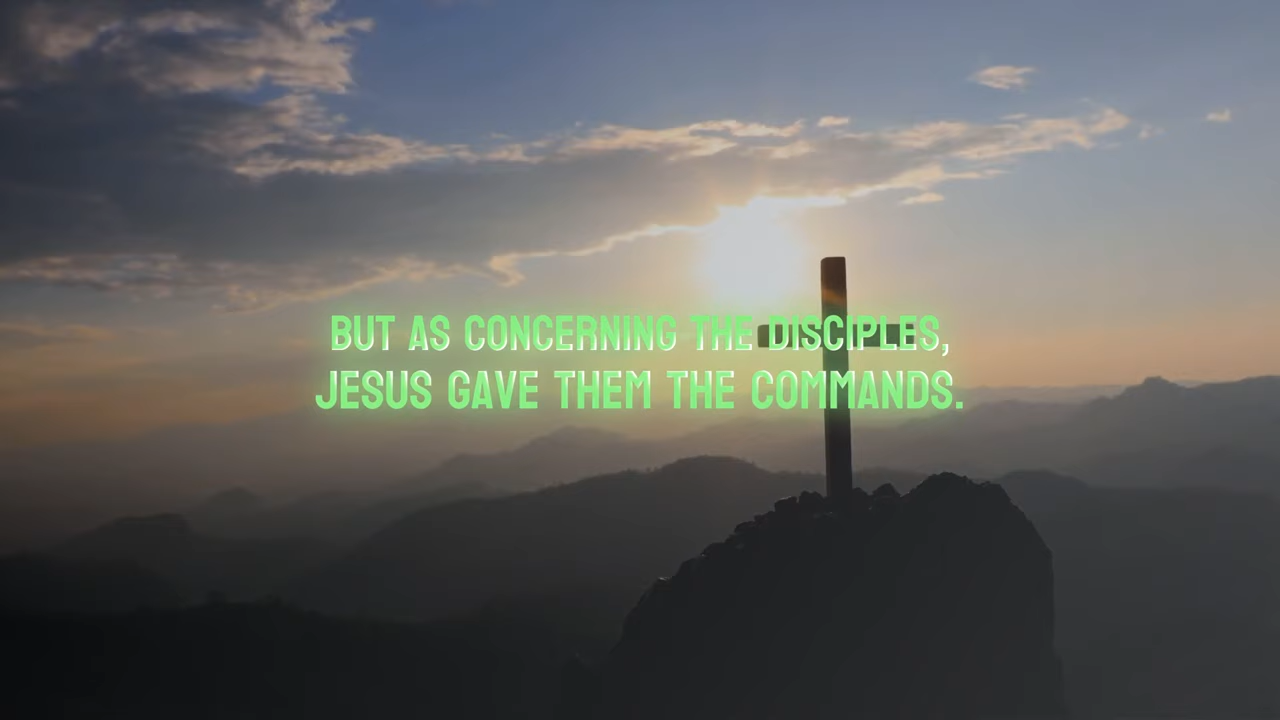 BUT AS CONCERNING THE DISCIPLES,
JESUS GAVE THEM THE COMMANDS.